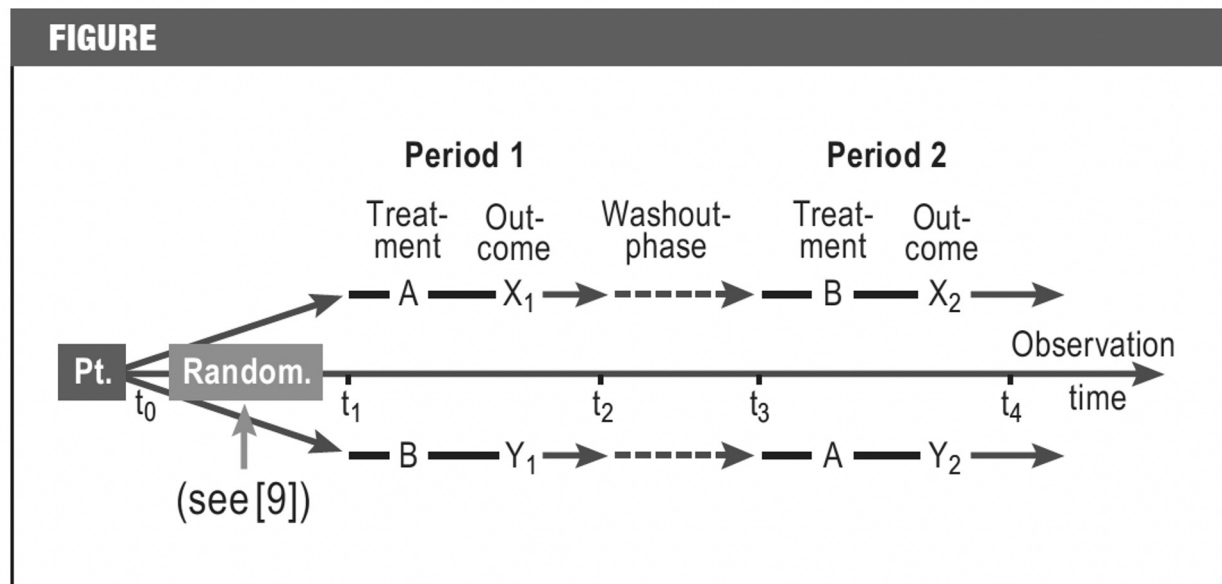 FIGURE
Period 1 Period 2
Treat- Out- Washout- Treat- Out-
ment come phase ment come
A X₁ B X₂
Observation
Pt. Random.
t₀ t₁ t₂ t₃ t₄ time
B Y₁ A Y₂
(see [9])